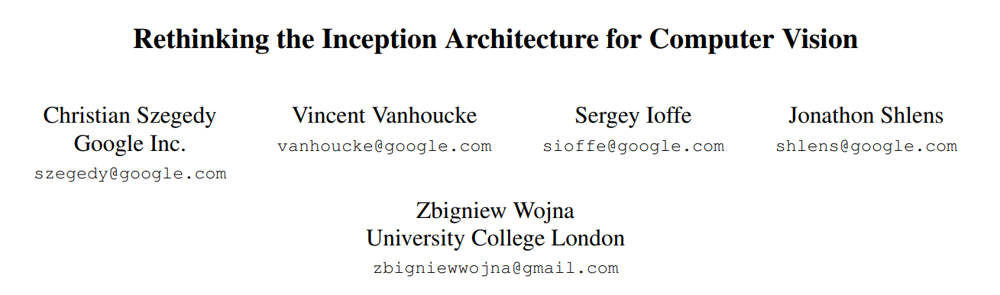 Rethinking the Inception Architecture for Computer Vision
Christian Szegedy
Google Inc.
szegedy@google.com
Vincent Vanhoucke
vanhoucke@google.com
Sergey Ioffe
sioffe@google.com
Jonathon Shlens
shlens@google.com
Zbigniew Wojna
University College London
zbigniewwojna@gmail.com